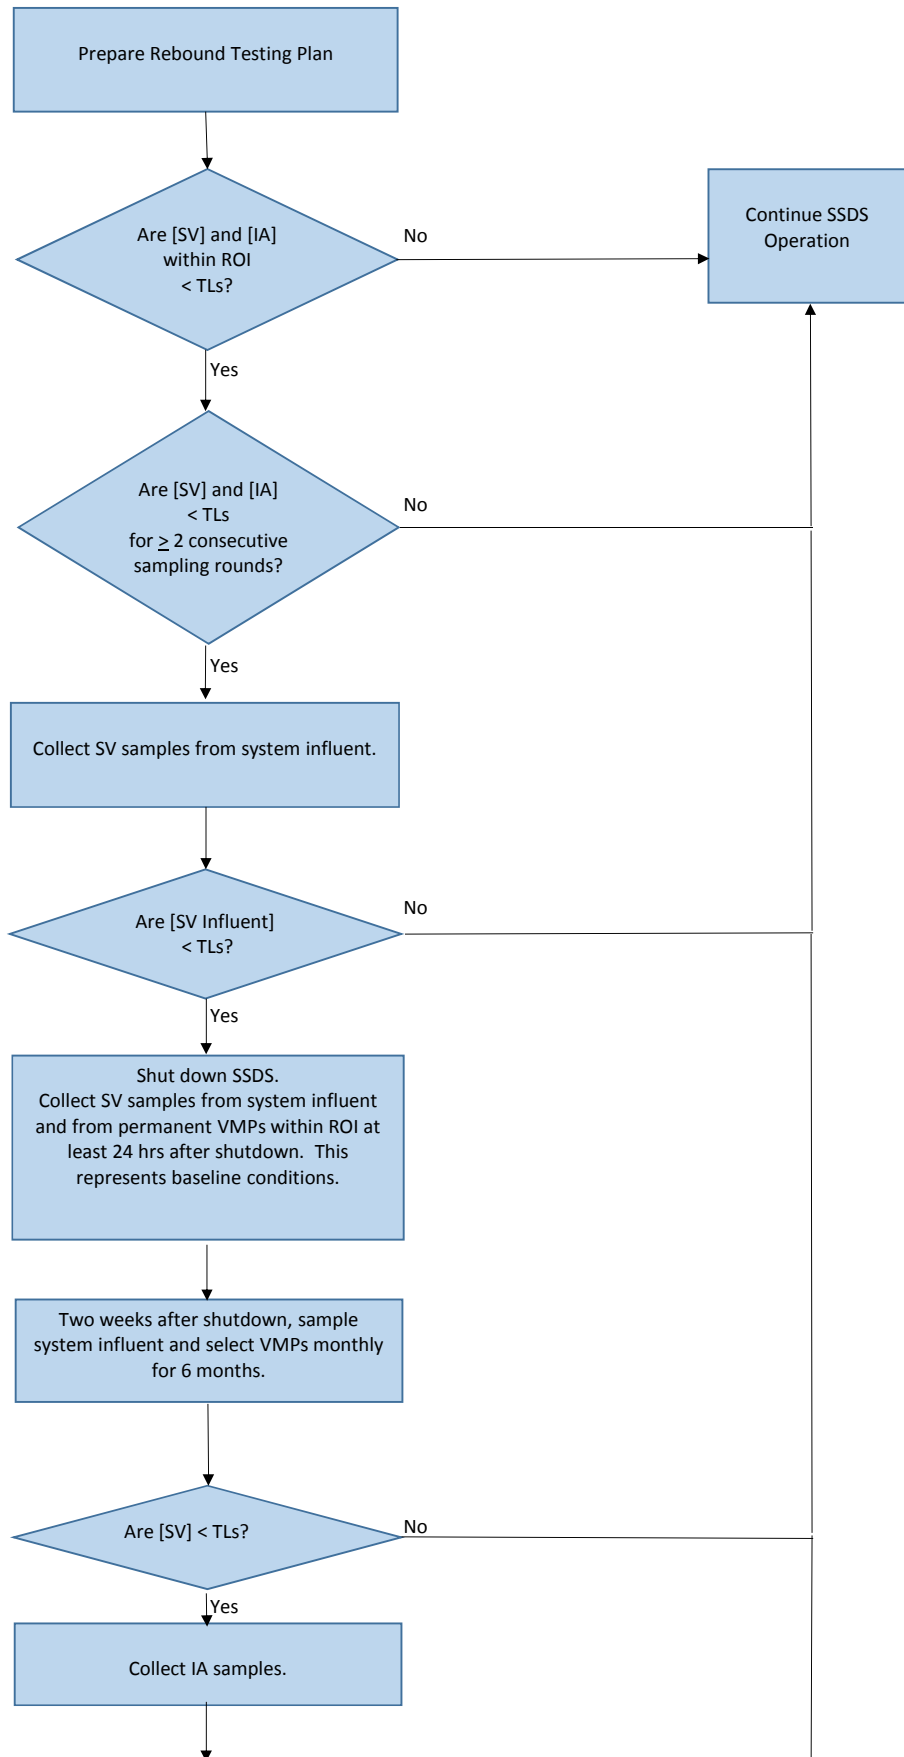 Prepare Rebound Testing Plan
Are [SV] and [IA]
within ROI
< TLs?
No
Continue SSDS
Operation
Yes
Are [SV] and [IA]
< TLs
for ≥ 2 consecutive
sampling rounds?
No
Yes
Collect SV samples from system influent.
Are [SV Influent]
< TLs?
No
Yes
Shut down SSDS.
Collect SV samples from system influent
and from permanent VMPs within ROI at
least 24 hrs after shutdown.  This
represents baseline conditions.
Two weeks after shutdown, sample
system influent and select VMPs monthly
for 6 months.
Are [SV] < TLs?
No
Yes
Collect IA samples.